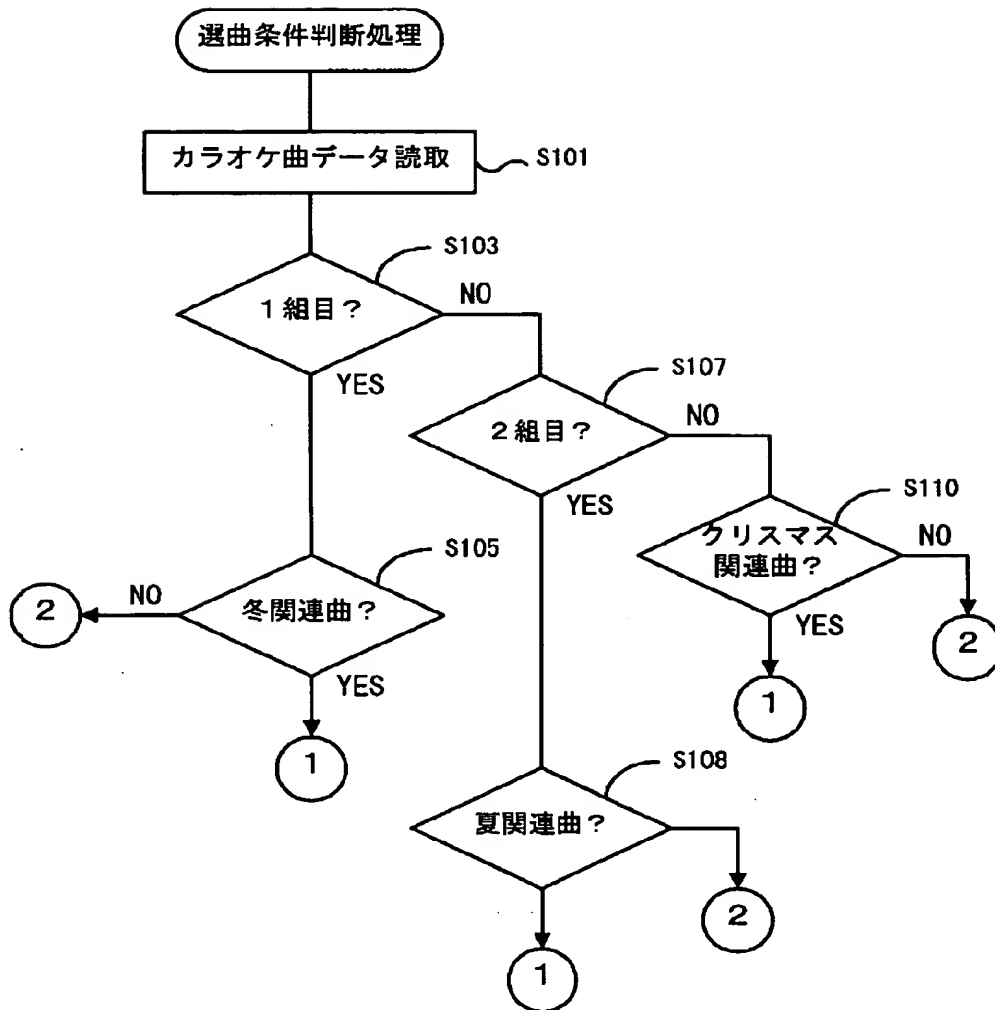 選曲条件判断処理
カラオケ曲データ読取
S101
S103
1組目?
NO
YES
S107
2組目?
NO
YES
S110
クリスマス
関連曲?
NO
YES
S105
冬関連曲?
NO
2
YES
1
1
2
S108
夏関連曲?
1
2